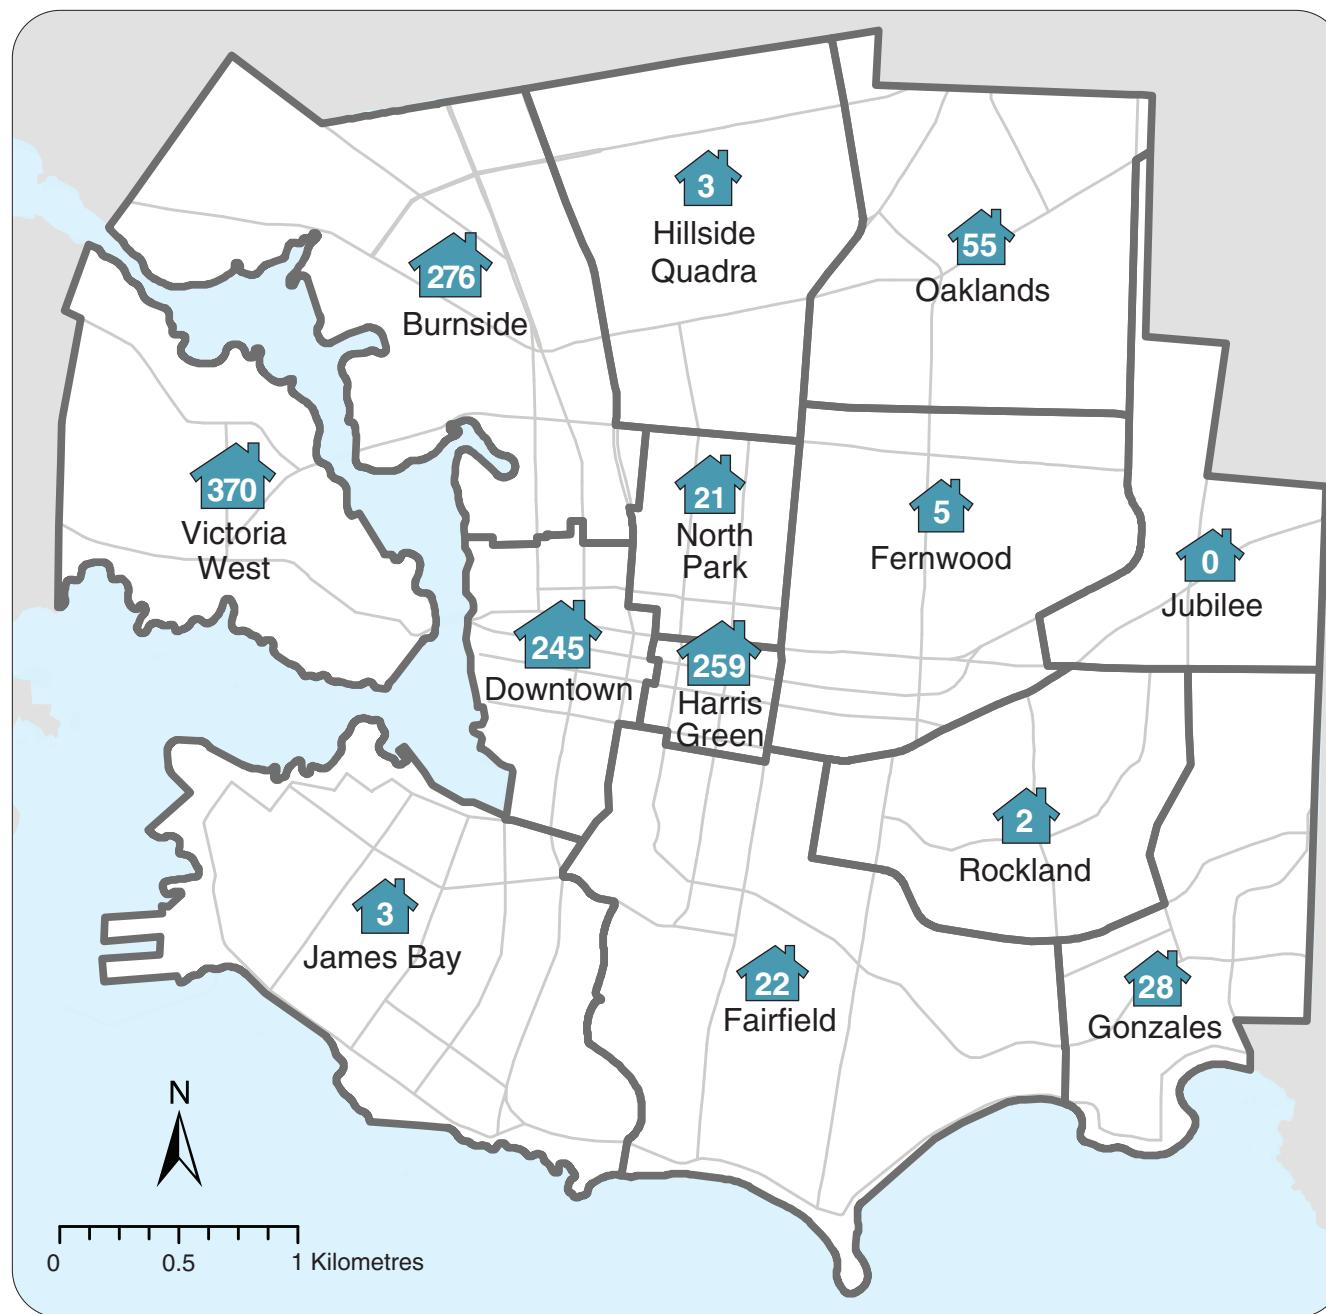 3
Hillside
Quadra
55
Oaklands
276
Burnside
370
Victoria
West
21
North
Park
5
Fernwood
0
Jubilee
245
Downtown
259
Harris
Green
2
Rockland
3
James Bay
22
Fairfield
28
Gonzales
N
0 0.5 1 Kilometres